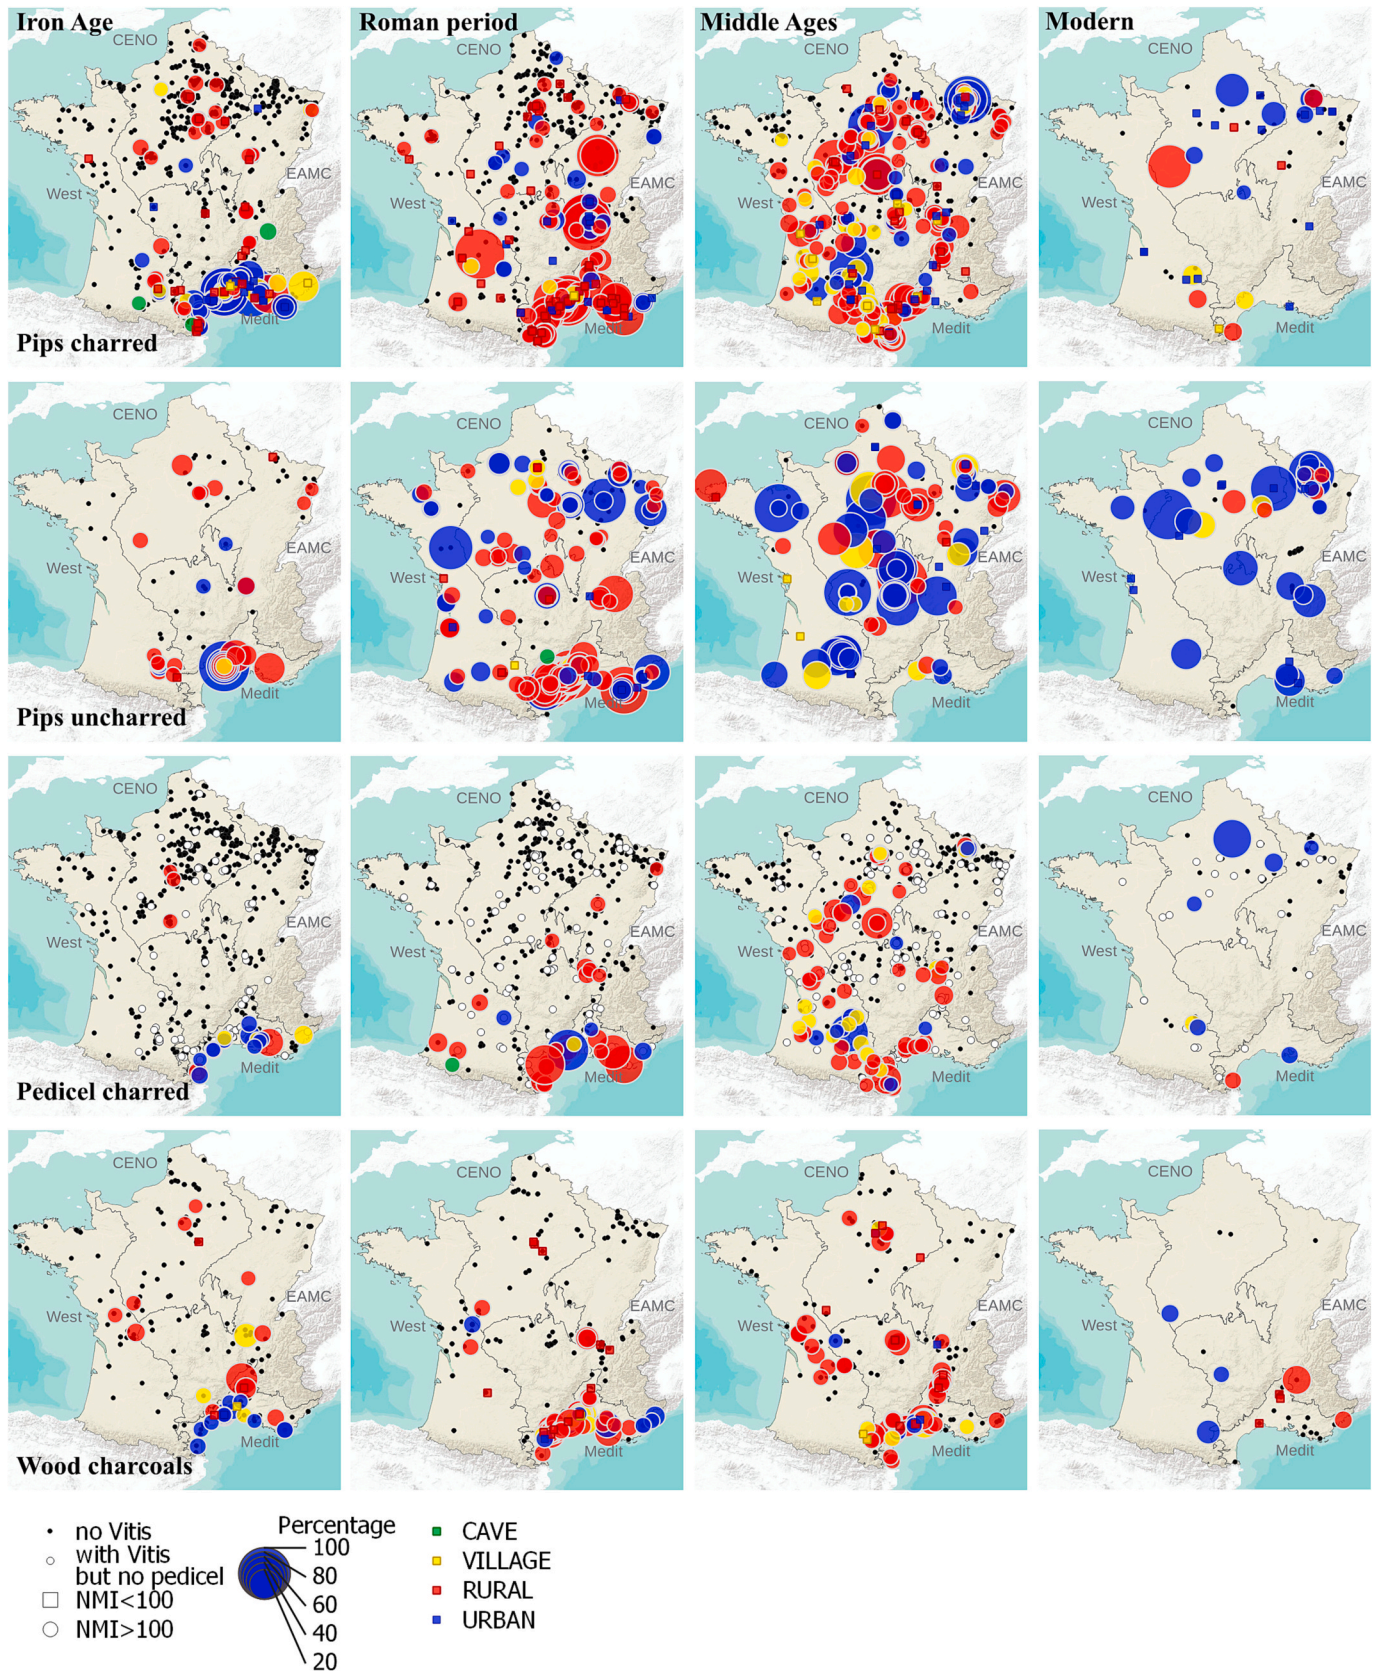 Iron Age
Roman period
Middle Ages
Modern
CENO
CENO
CENO
CENO
West
EAMC
West
EAMC
West
EAMC
West
EAMC
Medit
Medit
Medit
Medit
Pips charred
CENO
CENO
CENO
CENO
West
EAMC
West
EAMC
West
EAMC
West
EAMC
Medit
Medit
Medit
Medit
Pips uncharred
CENO
CENO
CENO
CENO
West
EAMC
West
EAMC
West
EAMC
West
EAMC
Medit
Medit
Medit
Medit
Pedicel charred
CENO
CENO
CENO
CENO
West
EAMC
West
EAMC
West
EAMC
West
EAMC
Medit
Medit
Medit
Medit
Wood charcoals
no Vitis
with Vitis
but no pedicel
NMI<100
NMI>100
Percentage
100
80
60
40
20
CAVE
VILLAGE
RURAL
URBAN